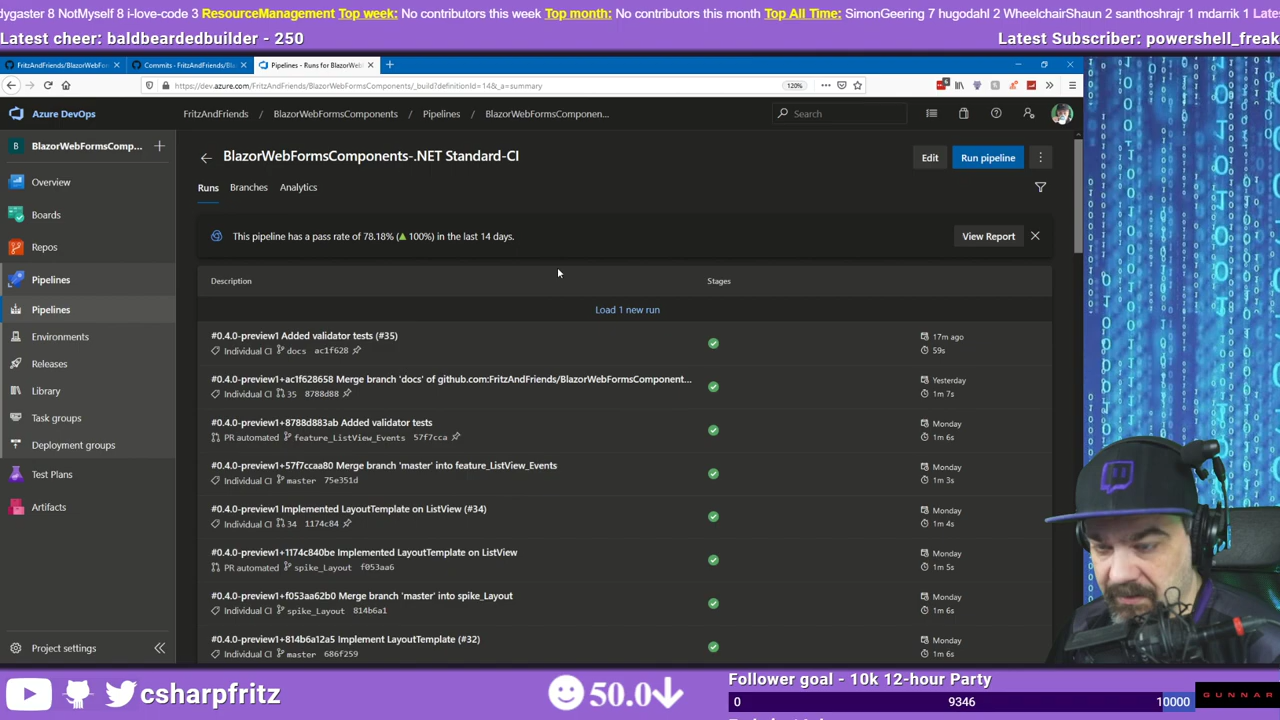 dygaster 8 NotMyself 8 i-love-code 3 ResourceManagement Top week: No contributors this week Top month: No contributors this month Top All Time: SimonGeering 7 hugodahl 2 WheelchairShaun 2 santhoshrajr 1 mdarrik 1
Latest cheer: baldbeardedbuilder - 250
Latest Subscriber: powershell_freak
FritzAndFriends/BlazorWebForms
Commits · FritzAndFriends/Bla
Pipelines - Runs for BlazorWeb
https://dev.azure.com/FritzAndFriends/BlazorWebFormsComponents/_build?definitionId=14&_a=summary
120%
Azure DevOps
FritzAndFriends / BlazorWebFormsComponents / Pipelines / BlazorWebFormsComponen...
Search
B BlazorWebFormsComp...
Overview
Boards
Repos
Pipelines
Pipelines
Environments
Releases
Library
Task groups
Deployment groups
Test Plans
Artifacts
Project settings
BlazorWebFormsComponents-.NET Standard-CI
Edit
Run pipeline
Runs
Branches
Analytics
This pipeline has a pass rate of 78.18% (▲ 100%) in the last 14 days.
View Report
Description
Stages
Load 1 new run
#0.4.0-preview1 Added validator tests (#35)
17m ago
Individual CI docs ac1f628
59s
#0.4.0-preview1+ac1f628658 Merge branch 'docs' of github.com:FritzAndFriends/BlazorWebFormsComponent...
Yesterday
Individual CI 35 8788d88
1m 7s
#0.4.0-preview1+8788d883ab Added validator tests
Monday
PR automated feature_ListView_Events 57f7cca
1m 6s
#0.4.0-preview1+57f7ccaa80 Merge branch 'master' into feature_ListView_Events
Monday
Individual CI master 75e351d
1m 3s
#0.4.0-preview1 Implemented LayoutTemplate on ListView (#34)
Monday
Individual CI 34 1174c84
1m 4s
#0.4.0-preview1+1174c840be Implemented LayoutTemplate on ListView
Monday
PR automated spike_Layout f053aa6
1m 5s
#0.4.0-preview1+f053aa62b0 Merge branch 'master' into spike_Layout
Monday
Individual CI spike_Layout 814b6a1
1m 6s
#0.4.0-preview1+814b6a12a5 Implement LayoutTemplate (#32)
Monday
Individual CI master 686f259
1m 6s
csharpfritz
50.0
Follower goal - 10k 12-hour Party
0
9346
10000
GUNNAR